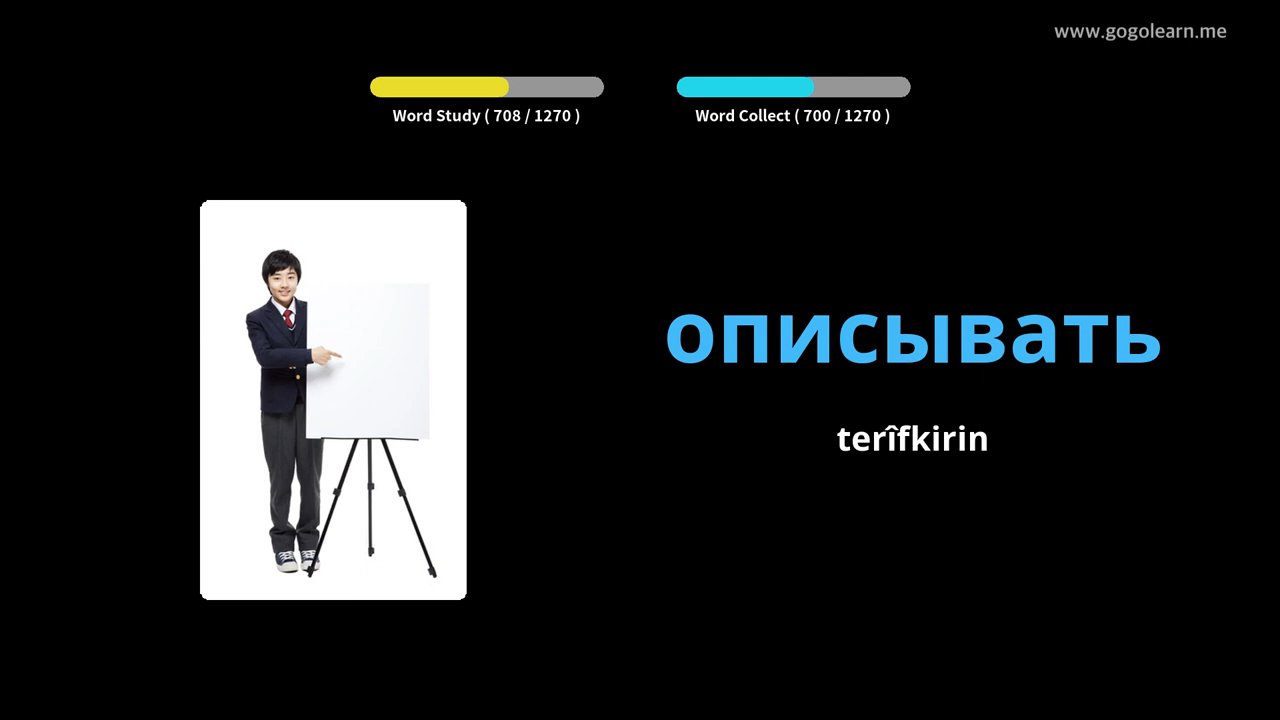 www.gogolearn.me
Word Study ( 708 / 1270 )
Word Collect ( 700 / 1270 )
описывать
terîfkirin